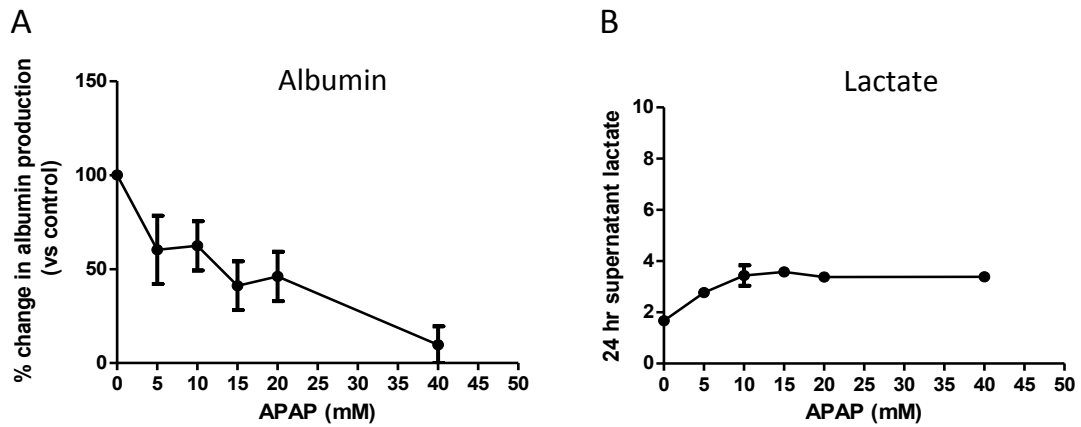 A
Albumin
% change in albumin production
(vs control)
150
100
50
0
0 5 10 15 20 25 30 35 40 45 50
APAP (mM)
B
Lactate
24 hr supernatant lactate
10
8
6
4
2
0
0 5 10 15 20 25 30 35 40 45 50
APAP (mM)